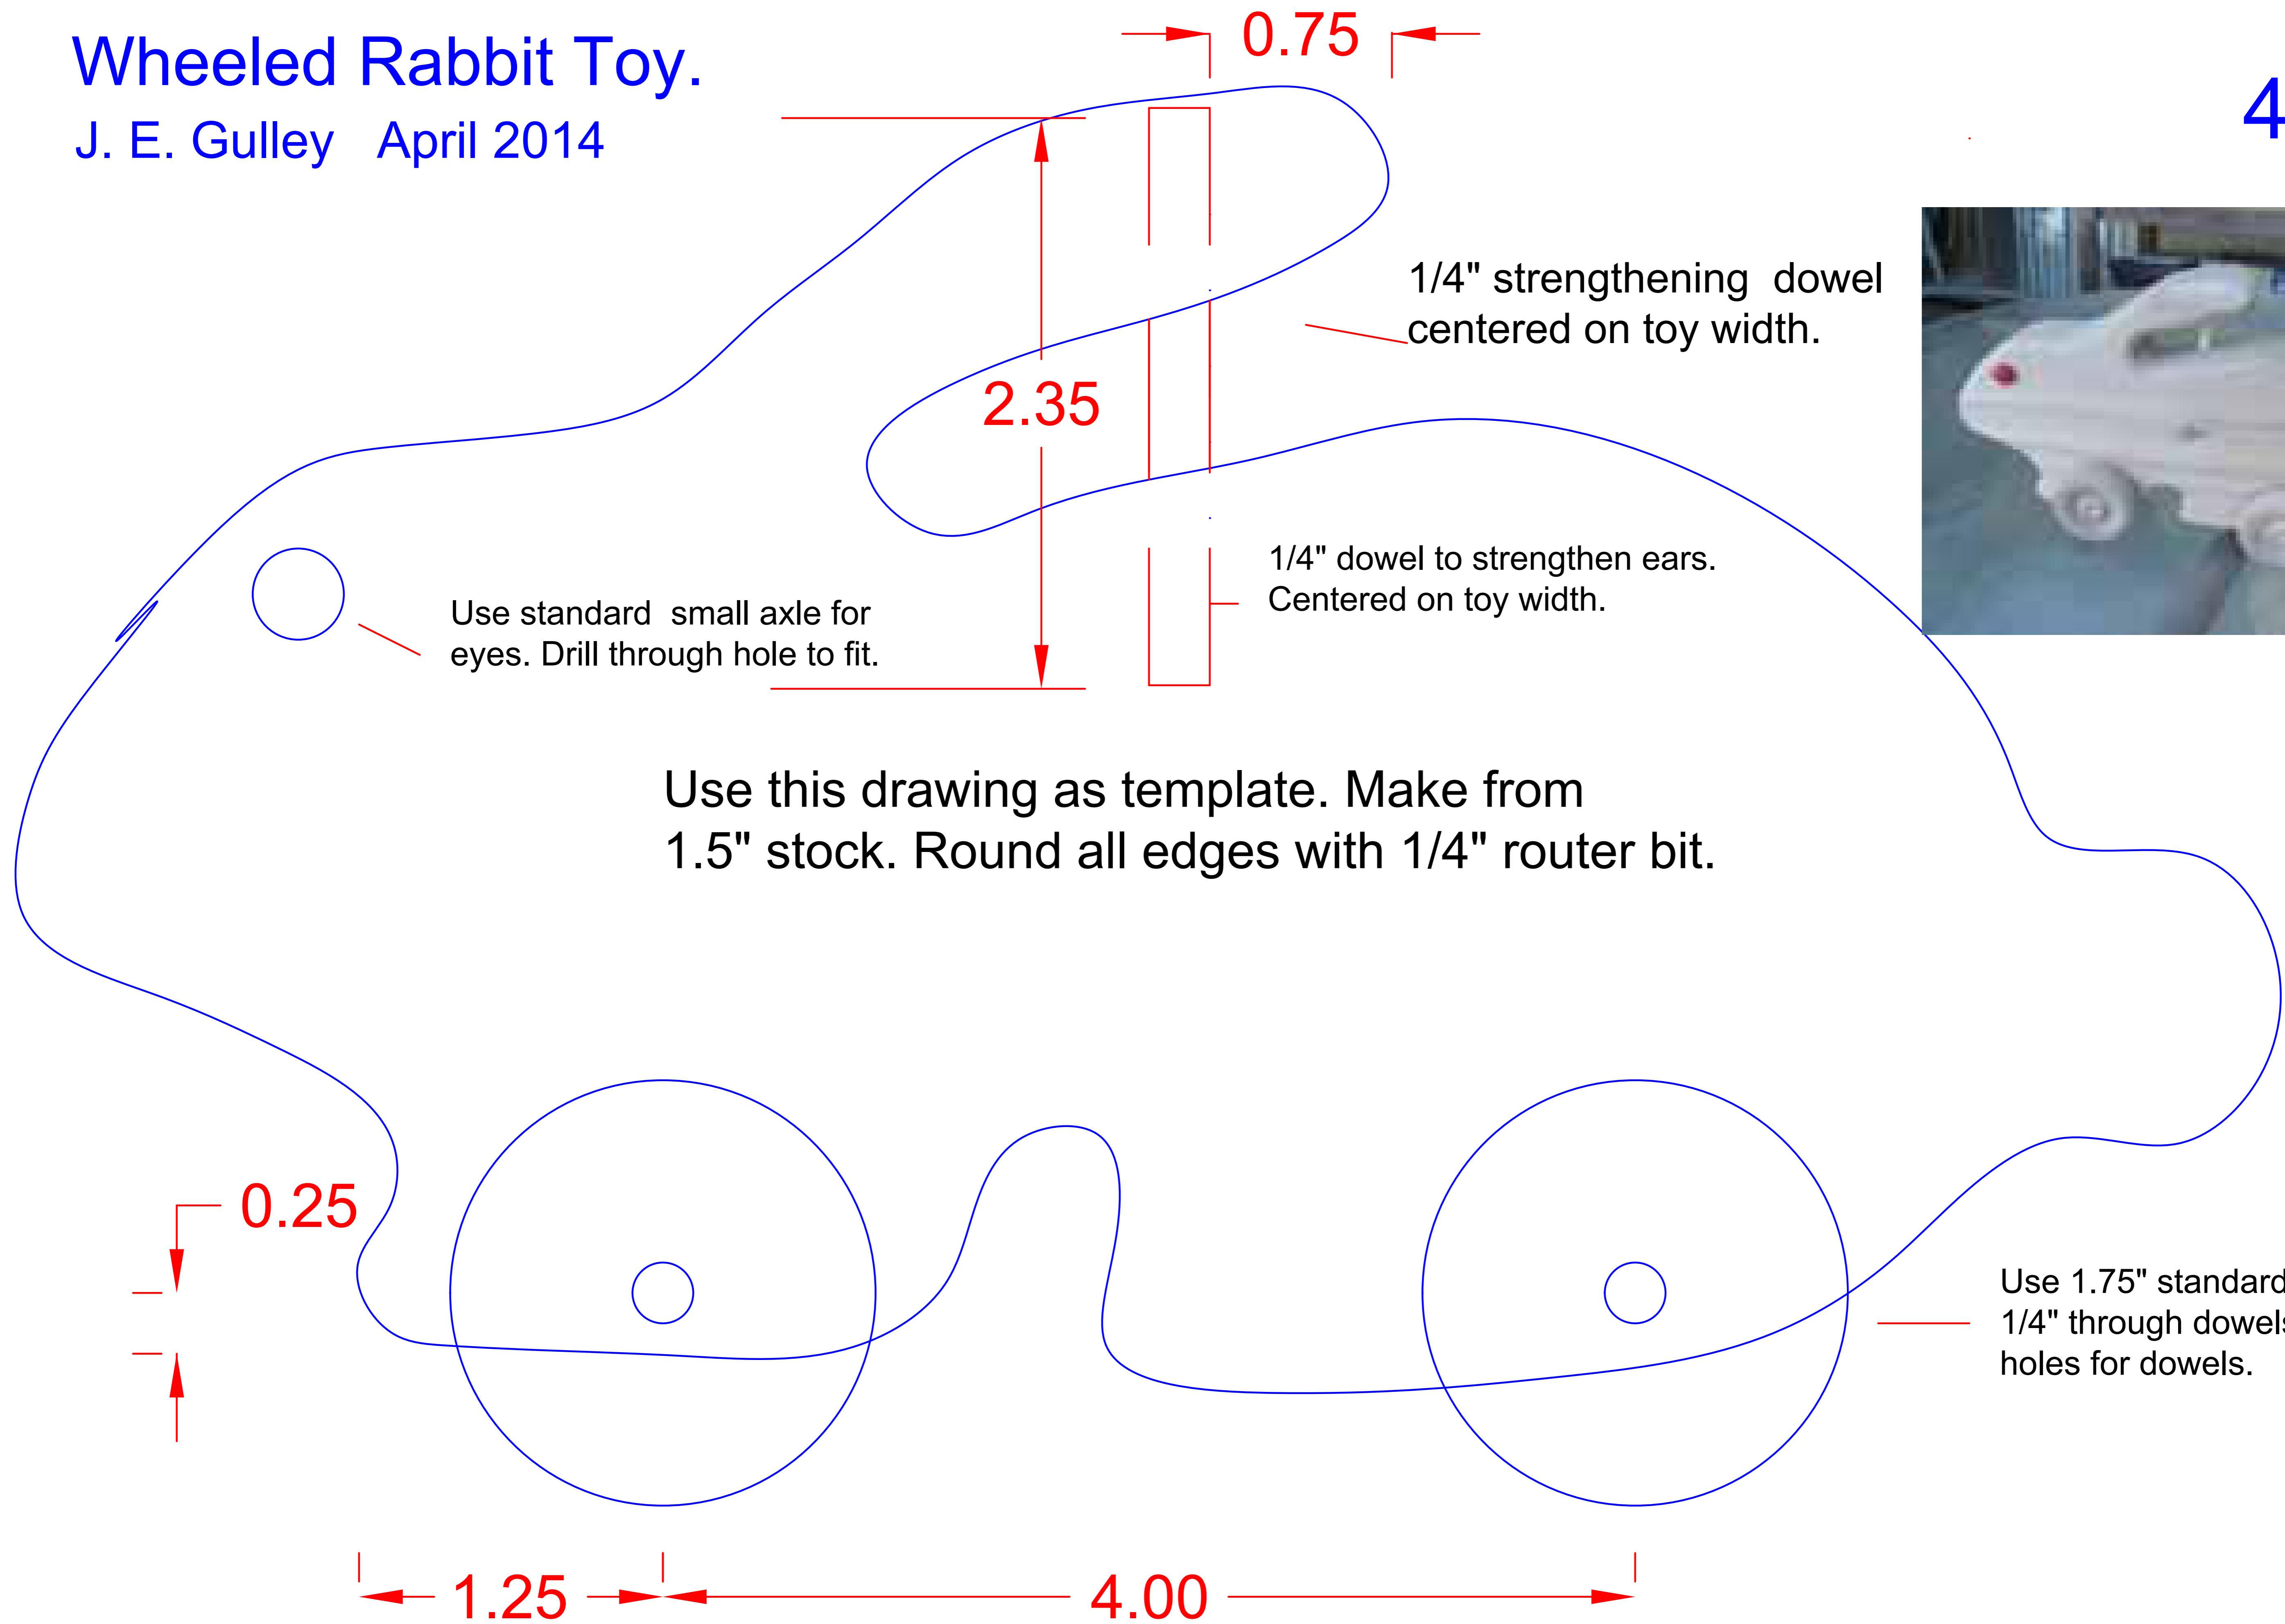 Wheeled Rabbit Toy.
J. E. Gulley April 2014
0.75
4
1/4" strengthening dowel
centered on toy width.
2.35
1/4" dowel to strengthen ears.
Centered on toy width.
Use standard small axle for
eyes. Drill through hole to fit.
Use this drawing as template. Make from
1.5" stock. Round all edges with 1/4" router bit.
0.25
Use 1.75" standard
1/4" through dowels
holes for dowels.
1.25
4.00